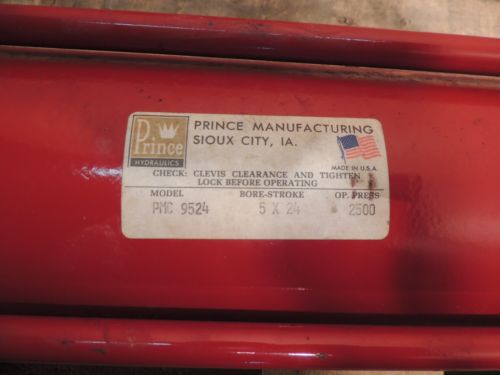 Prince
HYDRAULICS
PRINCE MANUFACTURING
SIOUX CITY, IA.
MADE IN U.S.A.
CHECK: CLEVIS CLEARANCE AND TIGHTEN
LOCK BEFORE OPERATING
MODEL BORE-STROKE OP. PRESS
PMC 9524 5 X 24 2500